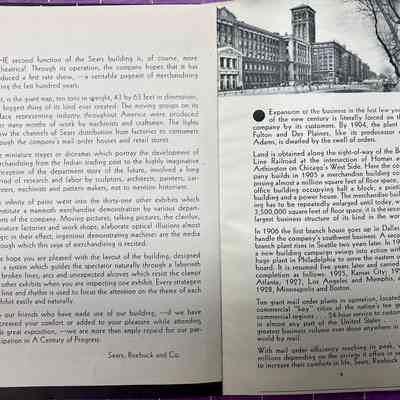 HE second function of the Sears building is, of course, more
theatrical. Through its operation, the company hopes that it has
duced a first rate show, —a veritable pageant of merchandising
ing the last hundred years.
t, is the giant map, ten tons in weight, 43 by 63 feet in dimension,
biggest thing of its kind ever created. The moving groups on its
face representing industry throughout America were produced
many months of work by mechanics and craftsmen. The lights
low the channels of Sears distribution from factories to consumers
ugh the company's mail order houses and retail stores.
miniature stages or dioramas which portray the development of
rchandising from the Indian trading post to the highly imaginative
ception of the department store of the future, involved a long
iod of research and labor by sculptors, architects, painters,
ers, machinists and pattern makers, not to mention historians.
infinity of pains went into the thirty-one other exhibits which
stitute a mammoth merchandise demonstration by various depart-
nts of the company. Moving pictures, talking pictures, the clavilux,
iature factories and work shops, elaborate optical illusions almost
gic in their effect, ingenious demonstrating machines are the media
ough which this saga of merchandising is recited.
hope you are pleased with the layout of the building, designed
a system which guides the spectator naturally through a labyrinth
broken lines, airy and unexpected alcoves which resist the clamor
other exhibits when you are inspecting one exhibit. Every strategem
line and rhythm is used to focus the attention on the theme of each
ibit easily and naturally.
our friends who have made use of our building, —if we have
reased your comfort, or added to your pleasure while attending
s great exposition, —we are more than amply repaid for our par-
ipation in A Century of Progress.
Sears, Roebuck and Co.
Expansion of the business in the first few ye
of the new century is literally forced on th
company by its customers. By 1904, the plant
Fulton and Des Plaines, like its predecessor o
Adams, is dwarfed by the swell of orders.
Land is obtained along the right-of-way of the B
Line Railroad at the intersection of Homan a
Arthington on Chicago's West Side. Here the co
pany builds in 1905 a merchandise building co
prising almost a million square feet of floor space,
office building occupying half a block, a printi
building and a power house. The merchandise buil
ing has to be repeatedly enlarged until today, wi
3,500,000 square feet of floor space, it is the second
largest business structure of its kind in the world
In 1906 the first branch house goes up in Dallas
handle the company's southwest business. A secon
branch plant rises in Seattle two years later. In 19
a new building campaign swings into action wit
huge plant in Philadelphia to serve the eastern s
board. It is resumed five years later and carried
completion as follows: 1925, Kansas City; 19
Atlanta; 1927, Los Angeles and Memphis, a
1928, Minneapolis and Boston.
Ten giant mail order plants in operation, located
commercial "key" cities of the nation's ten gr
commercial regions . . . 24-hour service to custom
in almost any part of the United States . . .
greatest business volume ever done anywhere in
world by mail.
With mail order efficiency reaching its peak, w
millions depending on the savings it offers in ye
to increase their comforts in life, Sears, Roebuck